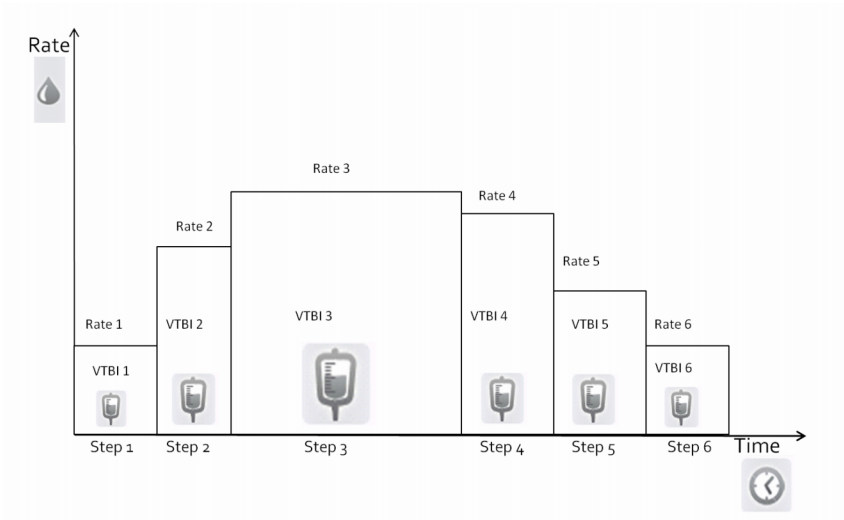 Rate
Rate 3
Rate 4
Rate 2
Rate 5
Rate 1
VTBI 2
VTBI 3
VTBI 4
VTBI 5
Rate 6
VTBI 1
VTBI 6
Step 1
Step 2
Step 3
Step 4
Step 5
Step 6
Time